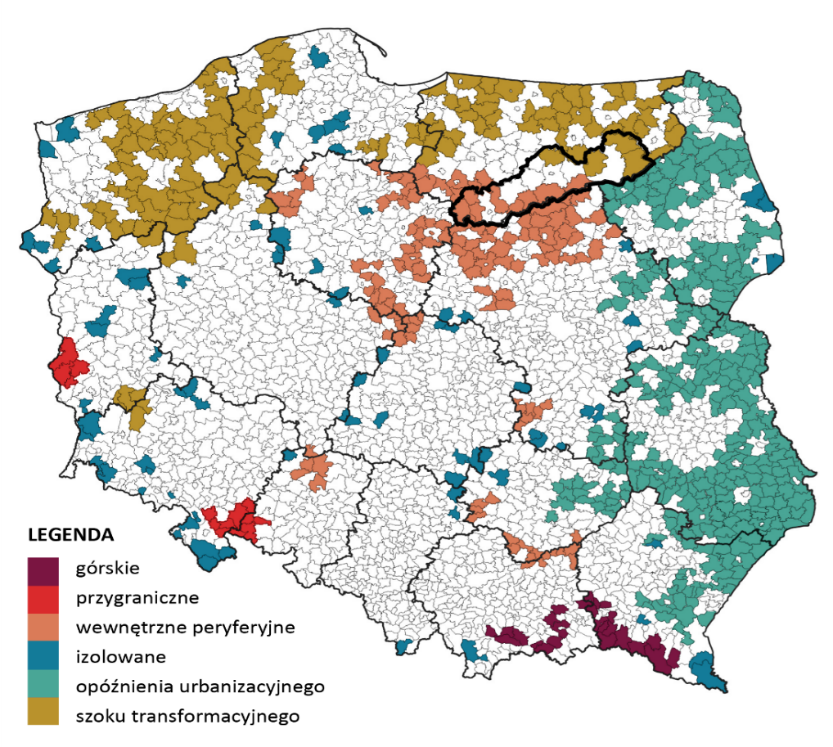 LEGENDA
górskie
przygraniczne
wewnętrzne peryferyjne
izolowane
opóźnienia urbanizacyjnego
szoku transformacyjnego